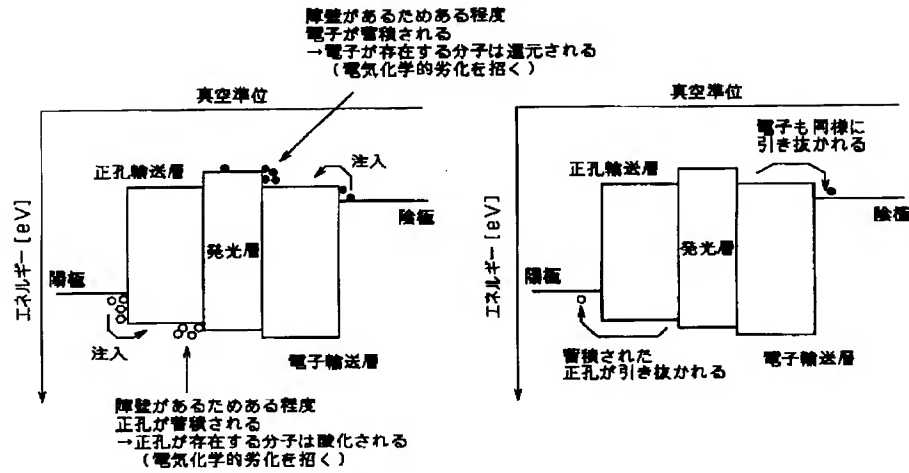 障壁があるためある程度
電子が蓄積される
→電子が存在する分子は還元される
（電気化学的劣化を招く）
真空準位
注入
正孔輸送層
陰極
発光層
エネルギー［eV］
陽極
注入
電子輸送層
障壁があるためある程度
正孔が蓄積される
→正孔が存在する分子は酸化される
（電気化学的劣化を招く）
真空準位
電子も同様に
引き抜かれる
正孔輸送層
陰極
発光層
エネルギー［eV］
陽極
蓄積された
正孔が引き抜かれる
電子輸送層